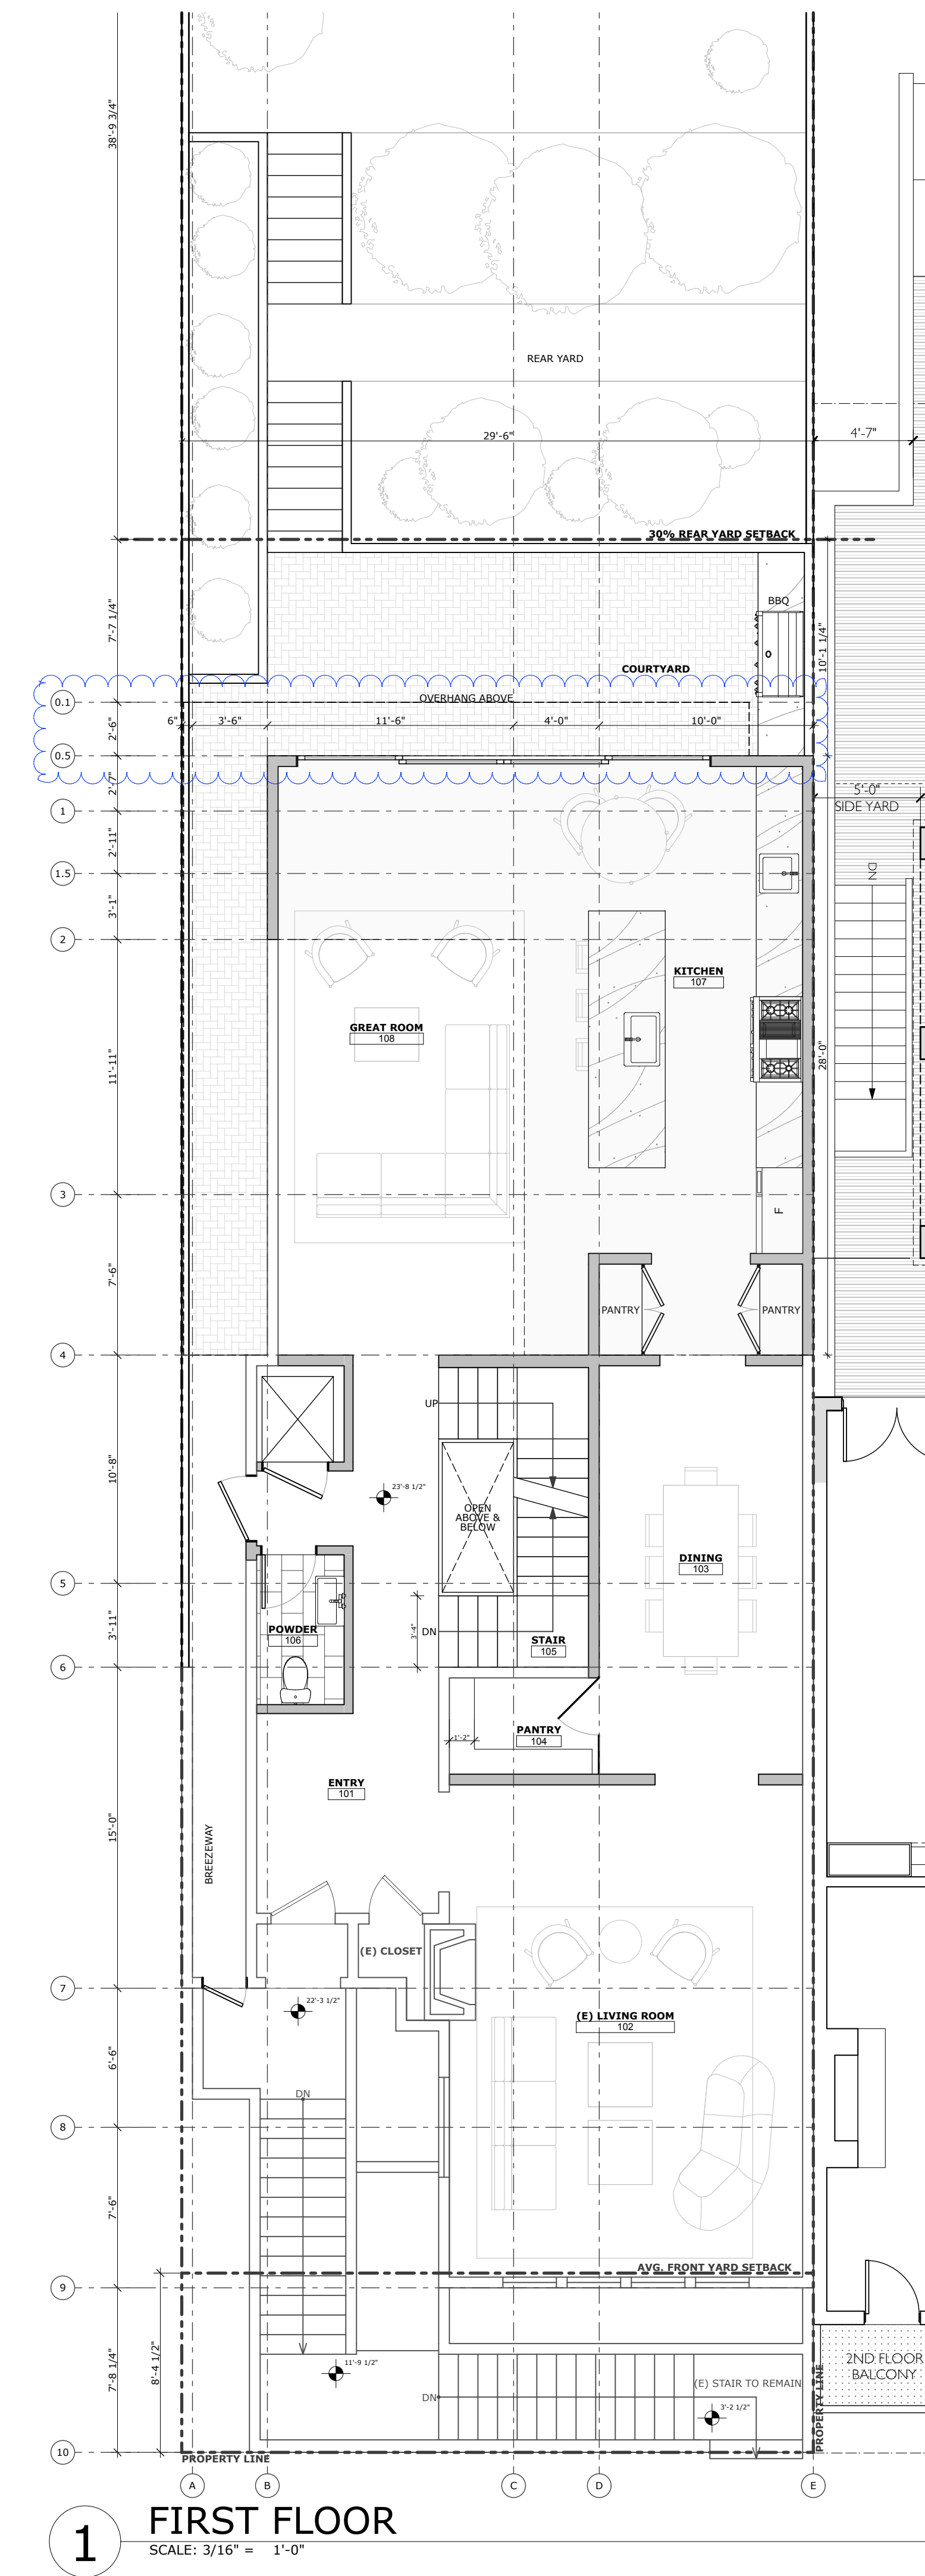 38'-9 3/4"
REAR YARD
29'-6"
4'-7"
30% REAR YARD SETBACK
BBQ
7'-7 1/4"
10'-1 1/4"
COURTYARD
OVERHANG ABOVE
0.1
2'-6"
6"
3'-6"
11'-6"
4'-0"
10'-0"
0.5
2'-7"
5'-0"
SIDE YARD
1
2'-11"
DN
1.5
3'-1"
2
KITCHEN
107
GREAT ROOM
108
11'-11"
28'-0"
3
F
7'-6"
PANTRY
PANTRY
4
UP
10'-8"
23'-8 1/2"
OPEN
ABOVE &
BELOW
DINING
103
5
3'-11"
POWDER
106
3'-4"
DN
STAIR
105
6
PANTRY
104
1'-2"
ENTRY
101
15'-0"
BREEZEWAY
(E) CLOSET
7
22'-3 1/2"
(E) LIVING ROOM
102
6'-6"
DN
8
7'-6"
AVG. FRONT YARD SETBACK
9
7'-8 1/4"
8'-4 1/2"
11'-9 1/2"
2ND FLOOR
BALCONY
(E) STAIR TO REMAIN
DN
3'-2 1/2"
PROPERTY LINE
10
PROPERTY LINE
A
B
C
D
E
1
FIRST FLOOR
SCALE: 3/16" = 1'-0"